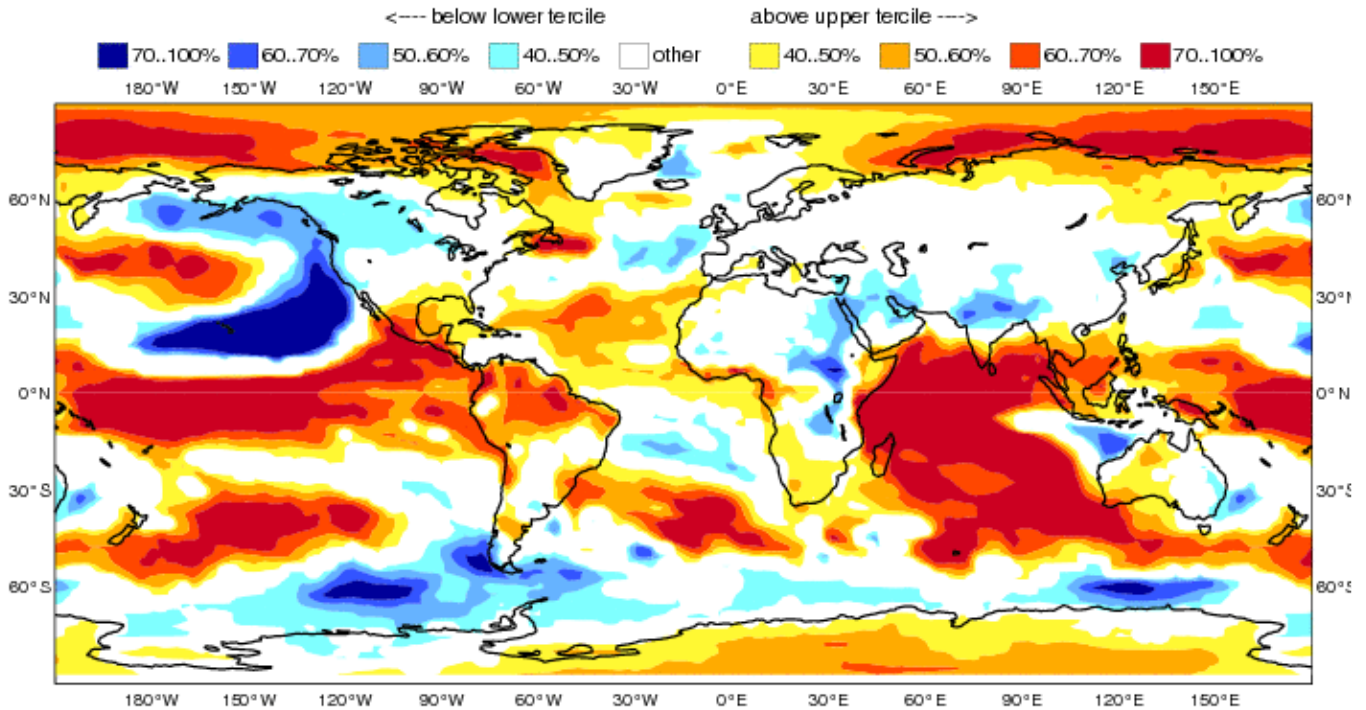 <---- below lower tercile above upper tercile ---->
70..100% 60..70% 50..60% 40..50% other 40..50% 50..60% 60..70% 70..100%
180°W 150°W 120°W 90°W 60°W 30°W 0°E 30°E 60°E 90°E 120°E 150°E
60°N 60°N
30°N 30°N
0°N 0°N
30°S 30°S
60°S 60°S
180°W 150°W 120°W 90°W 60°W 30°W 0°E 30°E 60°E 90°E 120°E 150°E